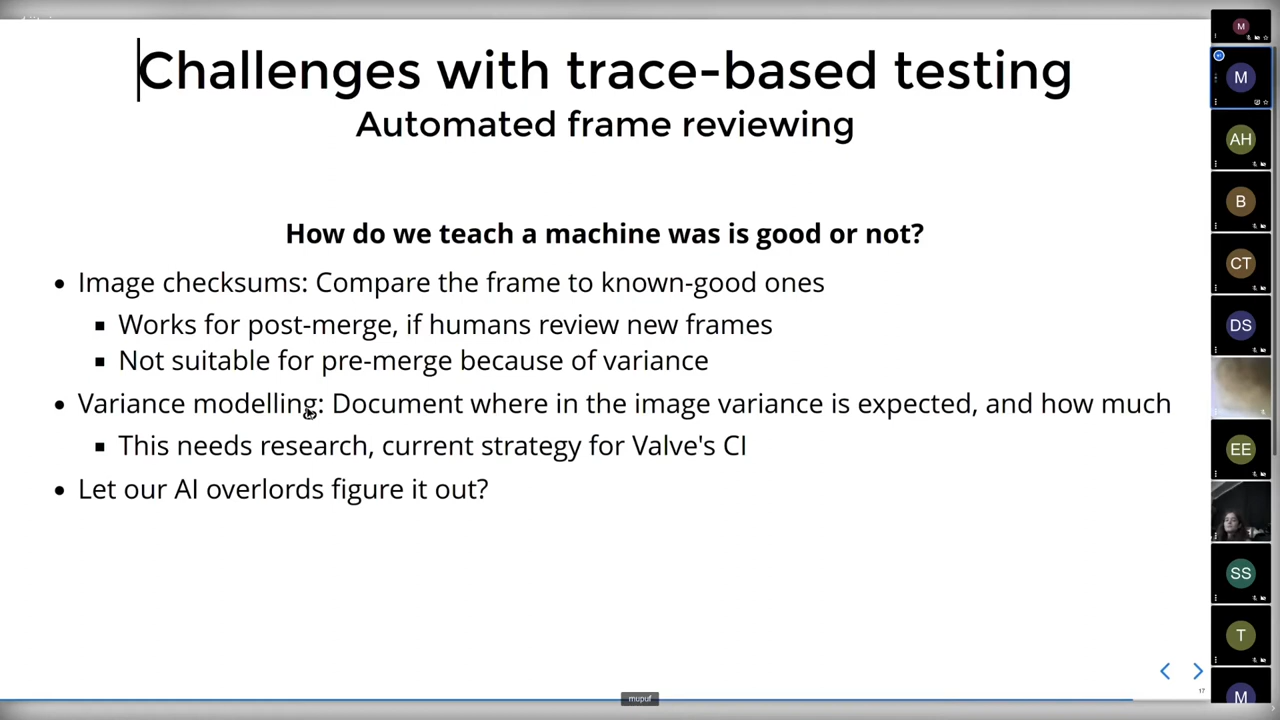 Challenges with trace-based testing
Automated frame reviewing
How do we teach a machine was is good or not?
Image checksums: Compare the frame to known-good ones
Works for post-merge, if humans review new frames
Not suitable for pre-merge because of variance
Variance modelling: Document where in the image variance is expected, and how much
This needs research, current strategy for Valve's CI
Let our AI overlords figure it out?
17
mupuf
M
M
AH
B
CT
DS
EE
SS
T
M